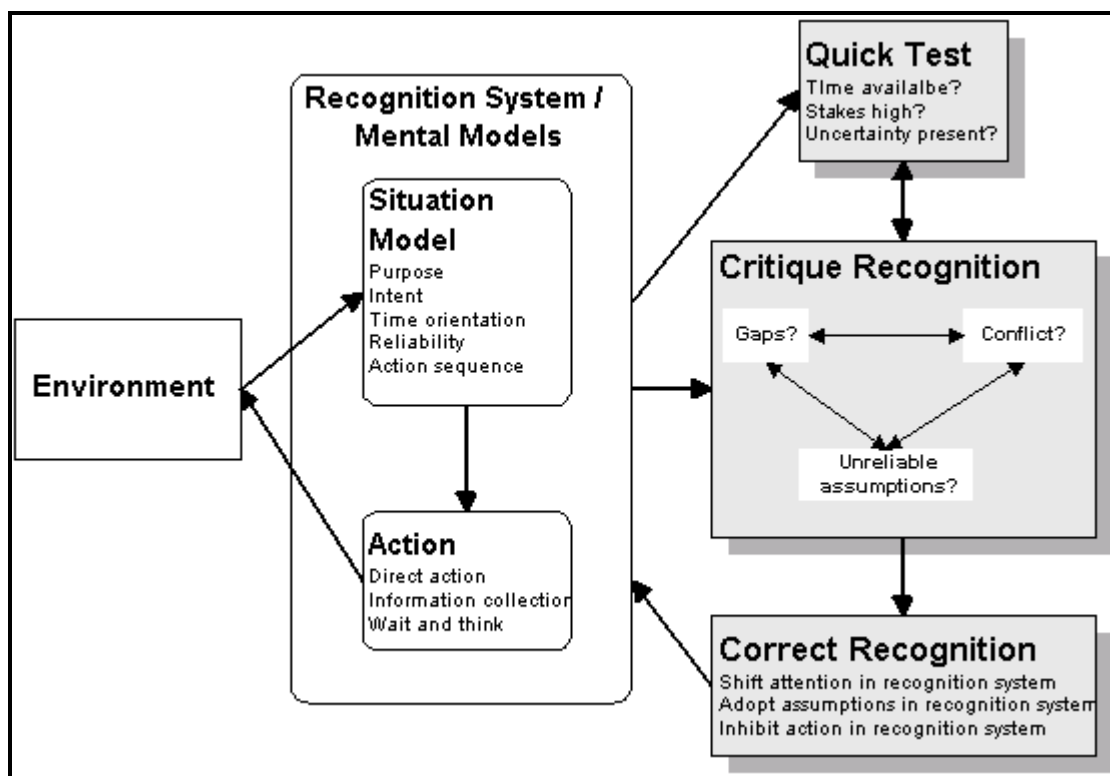 Environment
Recognition System /
Mental Models
Situation
Model
Purpose
Intent
Time orientation
Reliability
Action sequence
Action
Direct action
Information collection
Wait and think
Quick Test
TIme availalbe?
Stakes high?
Uncertainty present?
Critique Recognition
Gaps?
Conflict?
Unreliable
assumptions?
Correct Recognition
Shift attention in recognition system
Adopt assumptions in recognition system
Inhibit action in recognition system